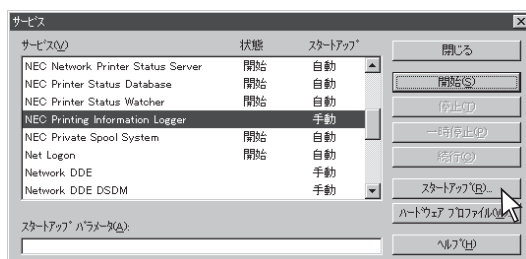 サービス
サービス(V) 状態 スタートアップ
NEC Network Printer Status Server 開始 自動
NEC Printer Status Database 開始 自動
NEC Printer Status Watcher 開始 自動
NEC Printing Information Logger 手動
NEC Private Spool System 開始 自動
Net Logon 開始 自動
Network DDE 手動
Network DDE DSDM 手動
スタートアップ パラメータ(A):
閉じる
開始(S)
停止(T)
一時停止(P)
続行(O)
スタートアップ(R)...
ハードウェア プロファイル(W)
ヘルプ(H)